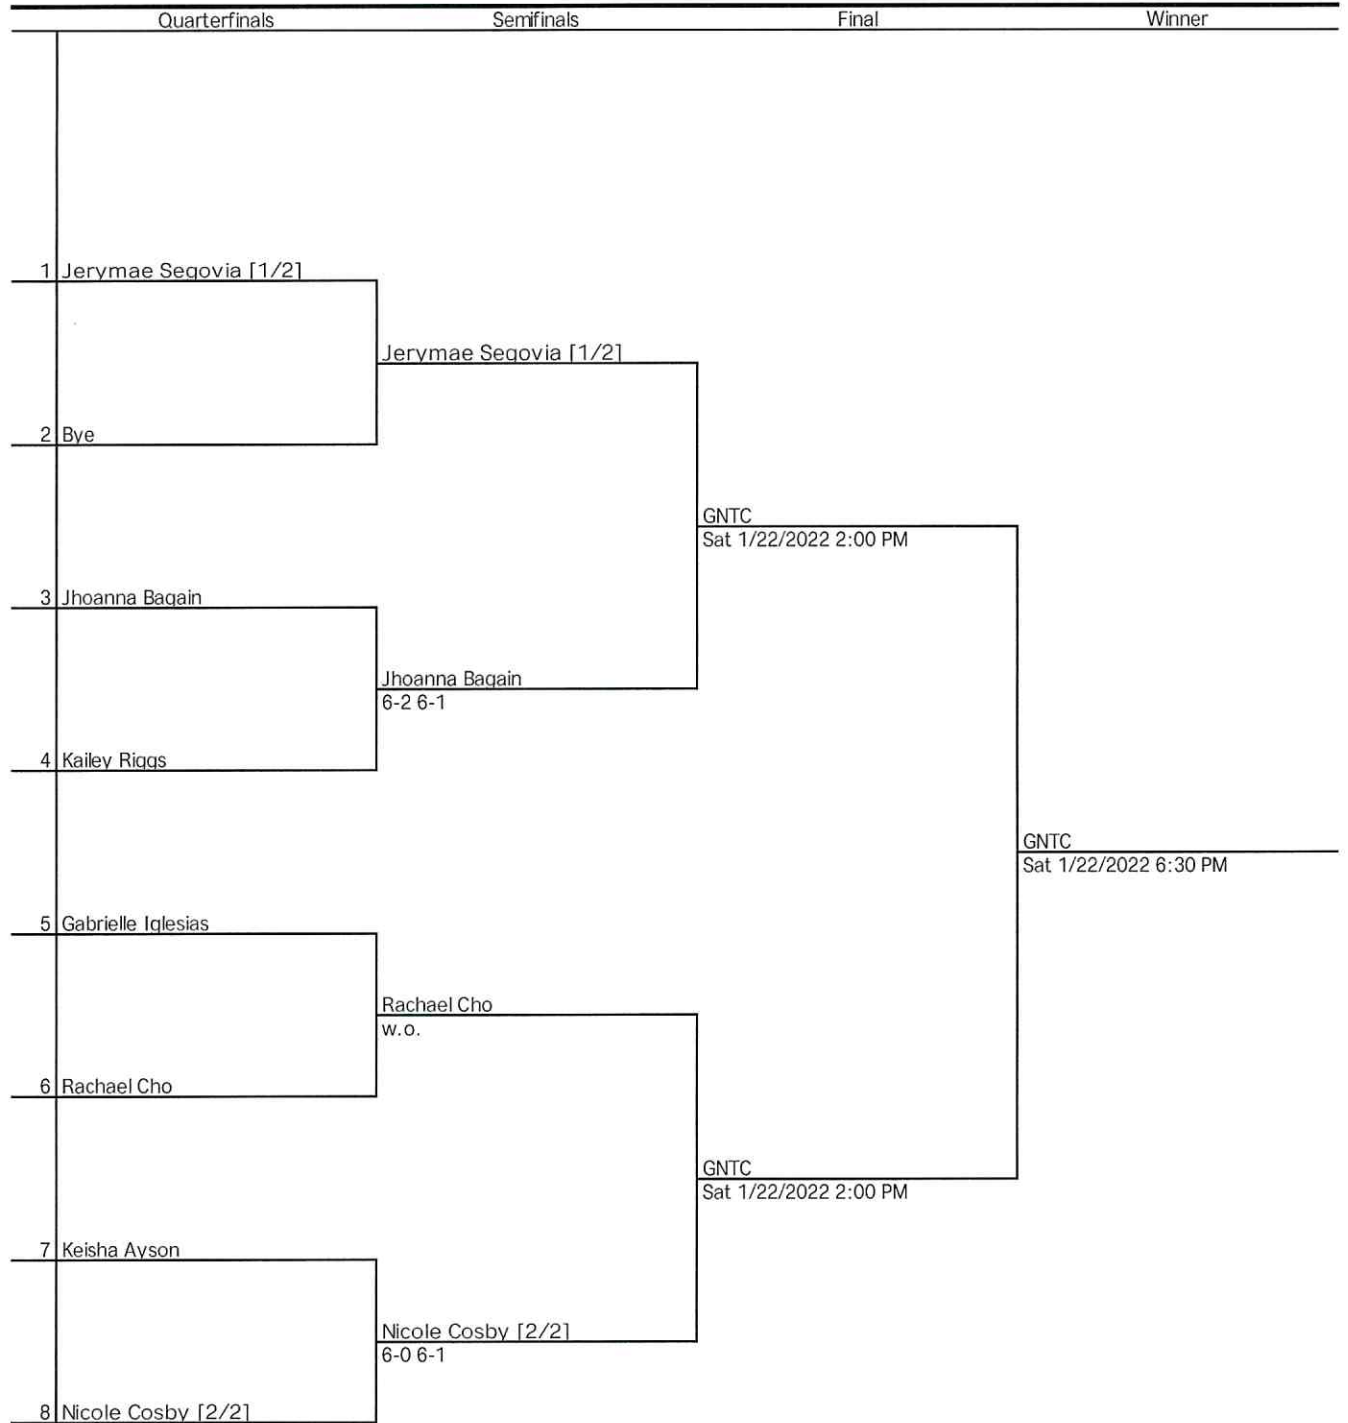 Quarterfinals Semifinals Final Winner
1 Jerymae Segovia [1/2]
Jerymae Segovia [1/2]
2 Bye
GNTC
Sat 1/22/2022 2:00 PM
3 Jhoanna Bagain
Jhoanna Bagain
6-2 6-1
4 Kailey Riggs
GNTC
Sat 1/22/2022 6:30 PM
5 Gabrielle Iglesias
Rachael Cho
w.o.
6 Rachael Cho
GNTC
Sat 1/22/2022 2:00 PM
7 Keisha Ayson
Nicole Cosby [2/2]
6-0 6-1
8 Nicole Cosby [2/2]